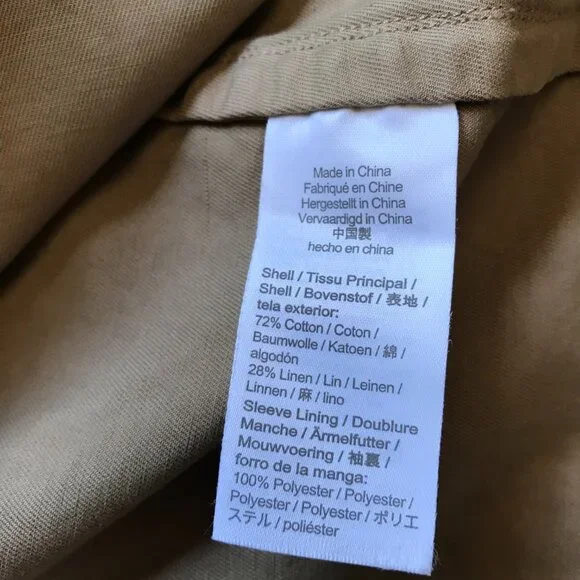 Made in China
Fabriqué en Chine
Hergestellt in China
Vervaardigd in China
中国製
hecho en china
Shell / Tissu Principal /
Shell / Bovenstof / 表地 /
tela exterior:
72% Cotton / Coton /
Baumwolle / Katoen / 綿 /
algodón
28% Linen / Lin / Leinen /
Linnen / 麻 / lino
Sleeve Lining / Doublure
Manche / Ärmelfutter /
Mouwvoering / 袖裏 /
forro de la manga:
100% Polyester / Polyester /
Polyester / Polyester / ポリエ
ステル / poliéster